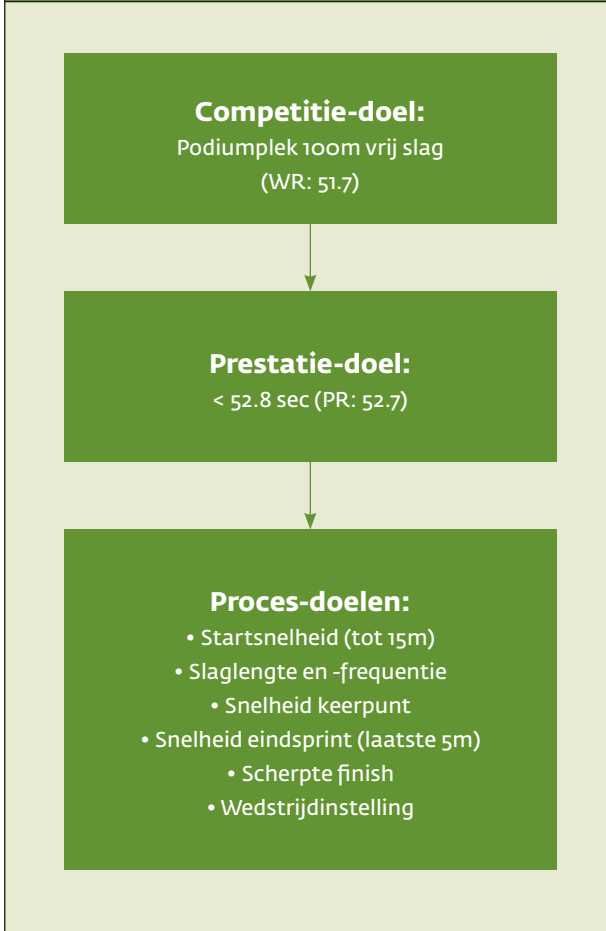 Competitie-doel:
Podiumplek 100m vrij slag
(WR: 51.7)
Prestatie-doel:
< 52.8 sec (PR: 52.7)
Proces-doelen:
• Startsnelheid (tot 15m)
• Slaglengte en -frequentie
• Snelheid keerpunt
• Snelheid eindsprint (laatste 5m)
• Scherpte finish
• Wedstrijdinstelling